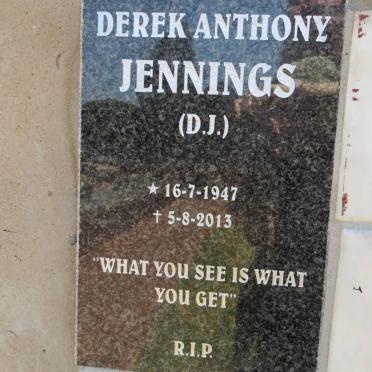 DEREK ANTHONY
JENNINGS
(D.J.)
★ 16-7-1947
† 5-8-2013
"WHAT YOU SEE IS WHAT
YOU GET"
R.I.P.